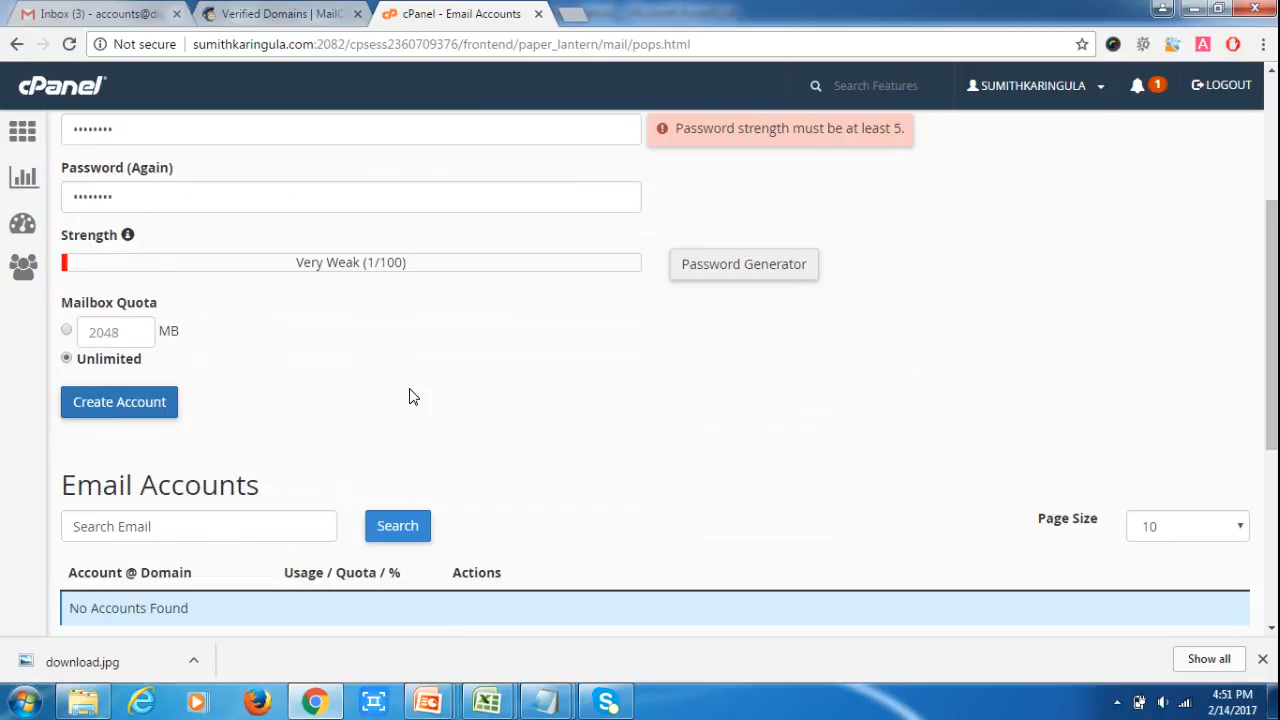 Inbox (3) - accounts@di
Verified Domains | MailC
cPanel - Email Accounts
Not secure
sumithkaringula.com:2082/cpsess2360709376/frontend/paper_lantern/mail/pops.html
cPanel
Search Features
SUMITHKARINGULA
1
LOGOUT
••••••••
Password strength must be at least 5.
Password (Again)
••••••••
Strength
Very Weak (1/100)
Password Generator
Mailbox Quota
2048 MB
Unlimited
Create Account
Email Accounts
Search Email
Search
Page Size
10
Account @ Domain
Usage / Quota / %
Actions
No Accounts Found
download.jpg
Show all
4:51 PM
2/14/2017